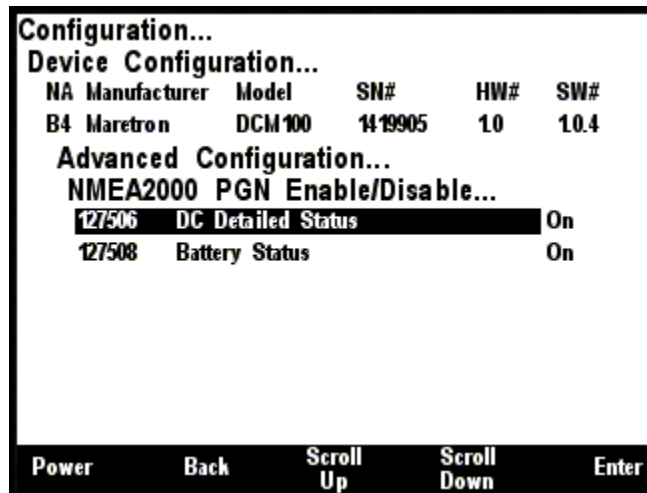 Configuration...
Device Configuration...
NA Manufacturer Model SN# HW# SW#
B4 Maretron DCM100 1419905 1.0 1.0.4
Advanced Configuration...
NMEA2000 PGN Enable/Disable...
127506 DC Detailed Status On
127508 Battery Status On
Power Back Scroll Up Scroll Down Enter